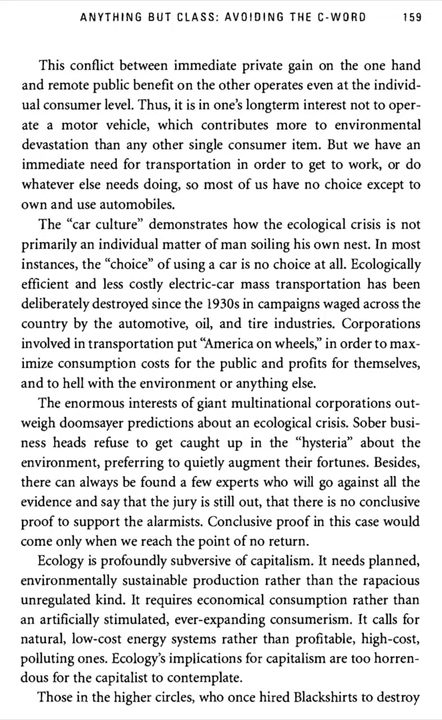 ANYTHING BUT CLASS: AVOIDING THE C-WORD 159
This conflict between immediate private gain on the one hand
and remote public benefit on the other operates even at the individ-
ual consumer level. Thus, it is in one's longterm interest not to oper-
ate a motor vehicle, which contributes more to environmental
devastation than any other single consumer item. But we have an
immediate need for transportation in order to get to work, or do
whatever else needs doing, so most of us have no choice except to
own and use automobiles.
The “car culture” demonstrates how the ecological crisis is not
primarily an individual matter of man soiling his own nest. In most
instances, the “choice” of using a car is no choice at all. Ecologically
efficient and less costly electric-car mass transportation has been
deliberately destroyed since the 1930s in campaigns waged across the
country by the automotive, oil, and tire industries. Corporations
involved in transportation put “America on wheels,” in order to max-
imize consumption costs for the public and profits for themselves,
and to hell with the environment or anything else.
The enormous interests of giant multinational corporations out-
weigh doomsayer predictions about an ecological crisis. Sober busi-
ness heads refuse to get caught up in the “hysteria” about the
environment, preferring to quietly augment their fortunes. Besides,
there can always be found a few experts who will go against all the
evidence and say that the jury is still out, that there is no conclusive
proof to support the alarmists. Conclusive proof in this case would
come only when we reach the point of no return.
Ecology is profoundly subversive of capitalism. It needs planned,
environmentally sustainable production rather than the rapacious
unregulated kind. It requires economical consumption rather than
an artificially stimulated, ever-expanding consumerism. It calls for
natural, low-cost energy systems rather than profitable, high-cost,
polluting ones. Ecology's implications for capitalism are too horren-
dous for the capitalist to contemplate.
Those in the higher circles, who once hired Blackshirts to destroy